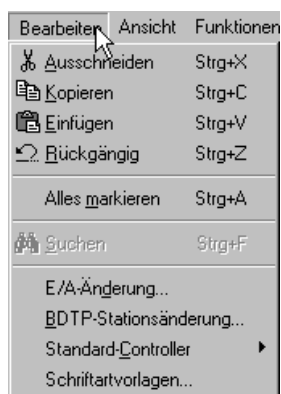 Bearbeiten Ansicht Funktionen
Ausschneiden Strg+X
Kopieren Strg+C
Einfügen Strg+V
Rückgängig Strg+Z
Alles markieren Strg+A
Suchen Strg+F
E/A-Änderung...
BDTP-Stationsänderung...
Standard-Controller
Schriftartvorlagen...